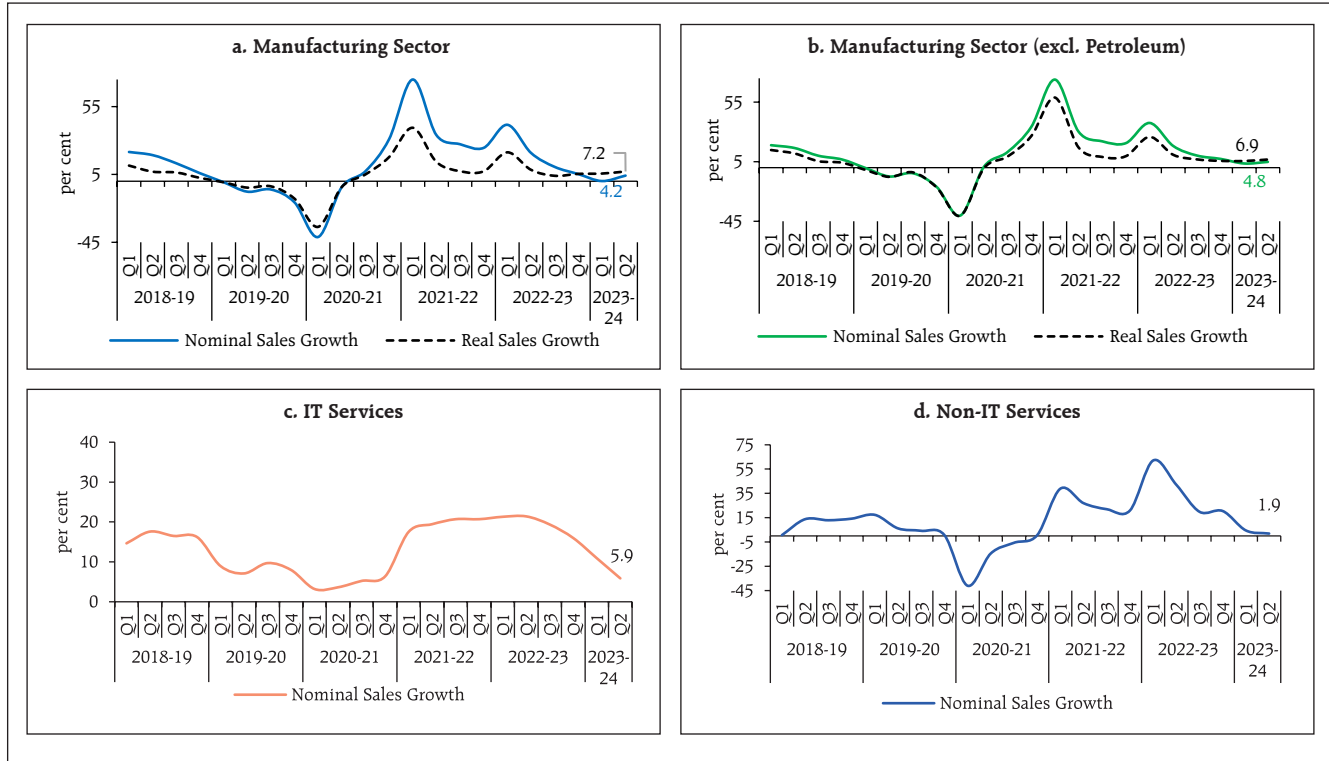 a. Manufacturing Sector
per cent
55
5
-45
7.2
4.2
Q1 Q2 Q3 Q4 Q1 Q2 Q3 Q4 Q1 Q2 Q3 Q4 Q1 Q2 Q3 Q4 Q1 Q2 Q3 Q4 Q1 Q2
2018-19 2019-20 2020-21 2021-22 2022-23 2023-
24
Nominal Sales Growth Real Sales Growth
b. Manufacturing Sector (excl. Petroleum)
per cent
55
5
-45
6.9
4.8
Q1 Q2 Q3 Q4 Q1 Q2 Q3 Q4 Q1 Q2 Q3 Q4 Q1 Q2 Q3 Q4 Q1 Q2 Q3 Q4 Q1 Q2
2018-19 2019-20 2020-21 2021-22 2022-23 2023-
24
Nominal Sales Growth Real Sales Growth
c. IT Services
per cent
40
30
20
10
0
5.9
Q1 Q2 Q3 Q4 Q1 Q2 Q3 Q4 Q1 Q2 Q3 Q4 Q1 Q2 Q3 Q4 Q1 Q2 Q3 Q4 Q1 Q2
2018-19 2019-20 2020-21 2021-22 2022-23 2023-
24
Nominal Sales Growth
d. Non-IT Services
per cent
75
55
35
15
-5
-25
-45
1.9
Q1 Q2 Q3 Q4 Q1 Q2 Q3 Q4 Q1 Q2 Q3 Q4 Q1 Q2 Q3 Q4 Q1 Q2 Q3 Q4 Q1 Q2
2018-19 2019-20 2020-21 2021-22 2022-23 2023-
24
Nominal Sales Growth